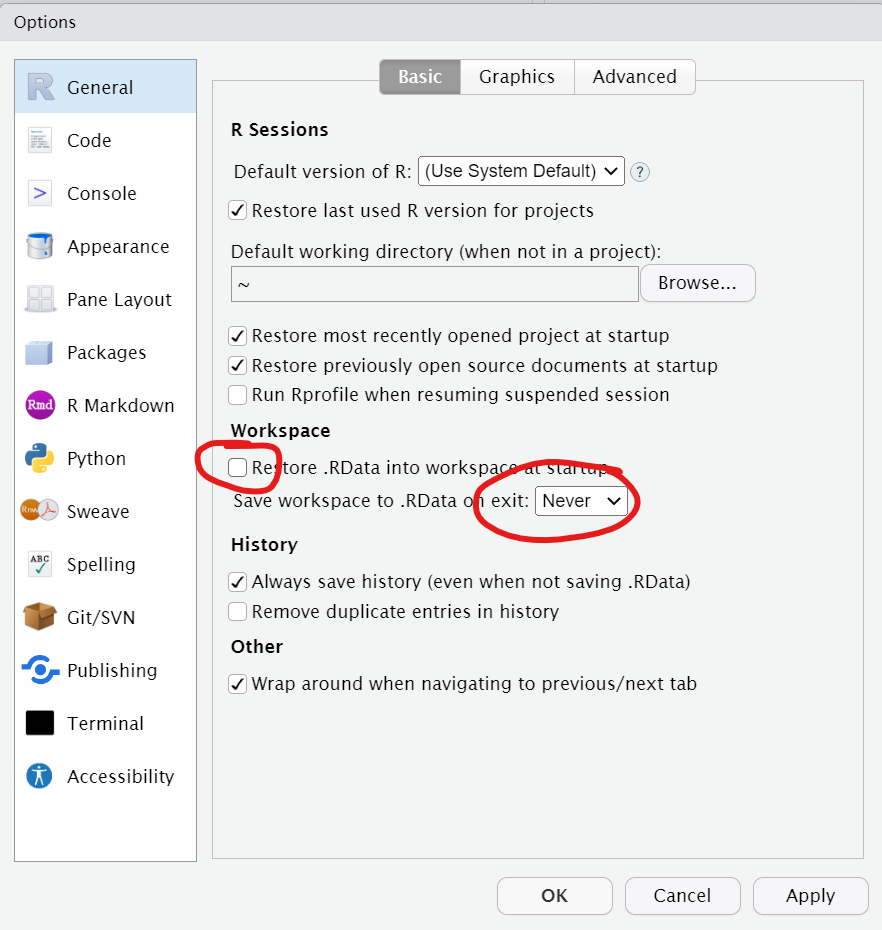 Options
General
Code
Console
Appearance
Pane Layout
Packages
Rmd R Markdown
Python
Rnw Sweave
ABC Spelling
Git/SVN
Publishing
Terminal
Accessibility
Basic Graphics Advanced
R Sessions
Default version of R: (Use System Default) ?
Restore last used R version for projects
Default working directory (when not in a project):
~ Browse...
Restore most recently opened project at startup
Restore previously open source documents at startup
Run Rprofile when resuming suspended session
Workspace
Restore .RData into workspace at startup
Save workspace to .RData on exit: Never
History
Always save history (even when not saving .RData)
Remove duplicate entries in history
Other
Wrap around when navigating to previous/next tab
OK Cancel Apply